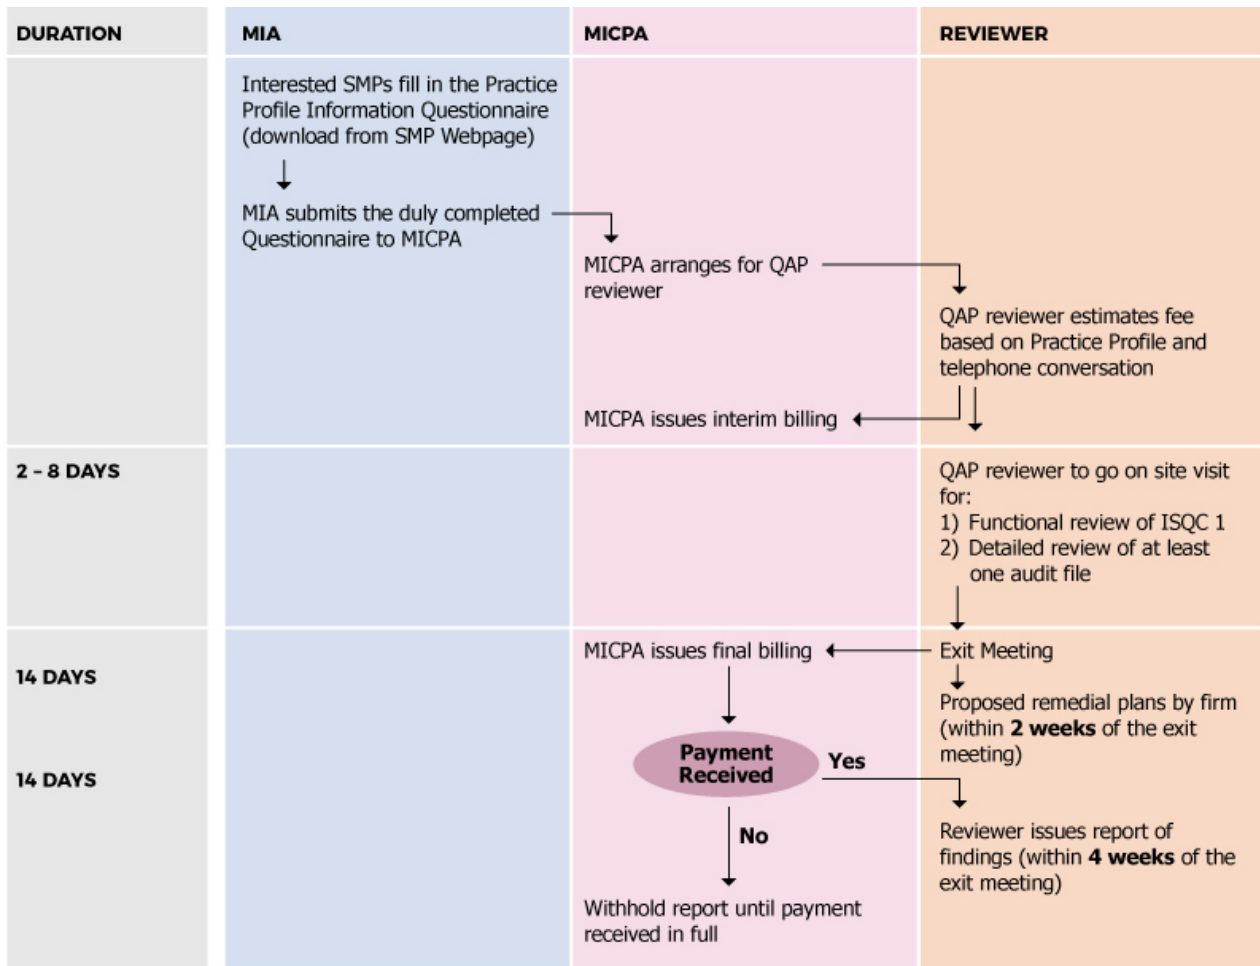 DURATION
MIA
MICPA
REVIEWER
Interested SMPs fill in the Practice
Profile Information Questionnaire
(download from SMP Webpage)
MIA submits the duly completed
Questionnaire to MICPA
MICPA arranges for QAP
reviewer
QAP reviewer estimates fee
based on Practice Profile and
telephone conversation
MICPA issues interim billing
2 – 8 DAYS
QAP reviewer to go on site visit
for:
1) Functional review of ISQC 1
2) Detailed review of at least
one audit file
14 DAYS
MICPA issues final billing
Exit Meeting
Proposed remedial plans by firm
(within 2 weeks of the exit
meeting)
14 DAYS
Payment
Received
Yes
No
Reviewer issues report of
findings (within 4 weeks of the
exit meeting)
Withhold report until payment
received in full